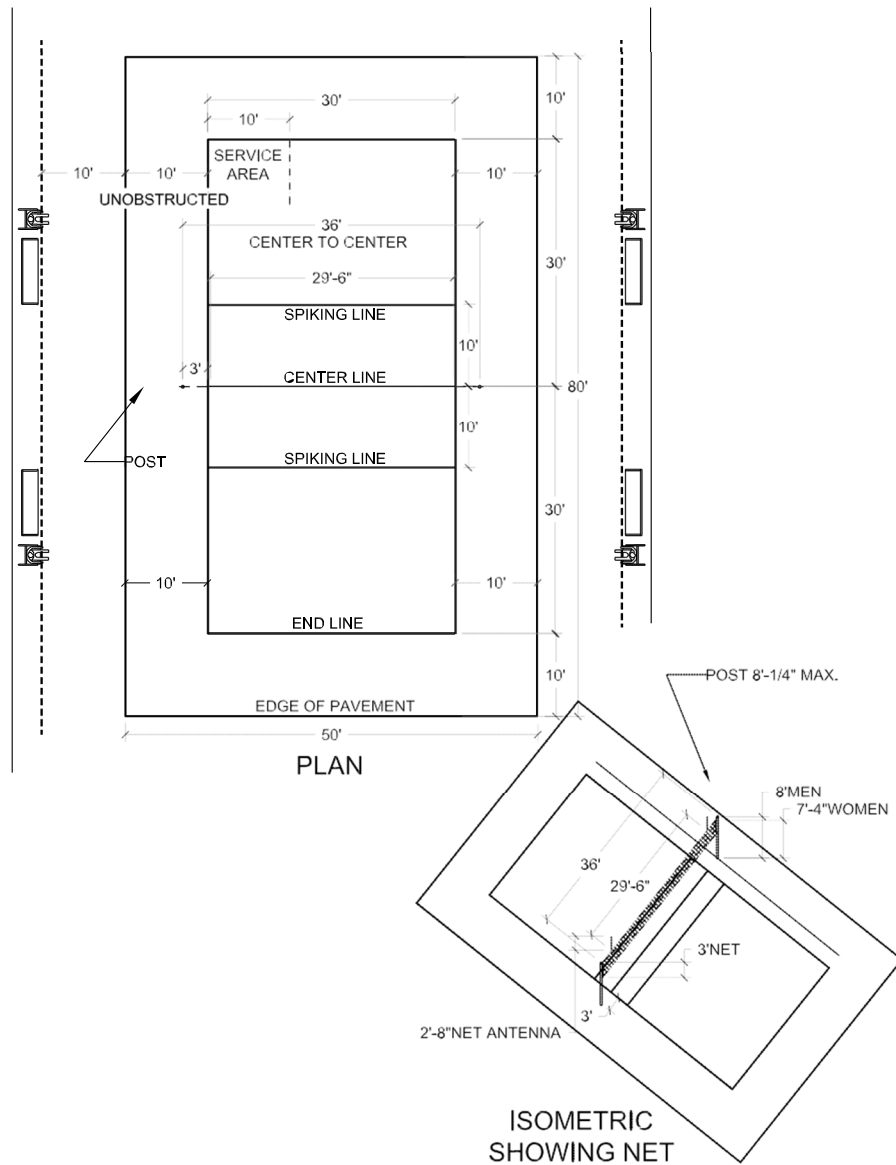 30'
10'
10'
SERVICE
AREA
10'
10'
10'
UNOBSTRUCTED
36'
CENTER TO CENTER
30'
29'-6"
SPIKING LINE
10'
3'
CENTER LINE
80'
10'
POST
SPIKING LINE
30'
10'
10'
END LINE
10'
EDGE OF PAVEMENT
50'
PLAN
POST 8'-1/4" MAX.
8'MEN
7'-4"WOMEN
36'
29'-6"
3'NET
3'
2'-8"NET ANTENNA
ISOMETRIC
SHOWING NET